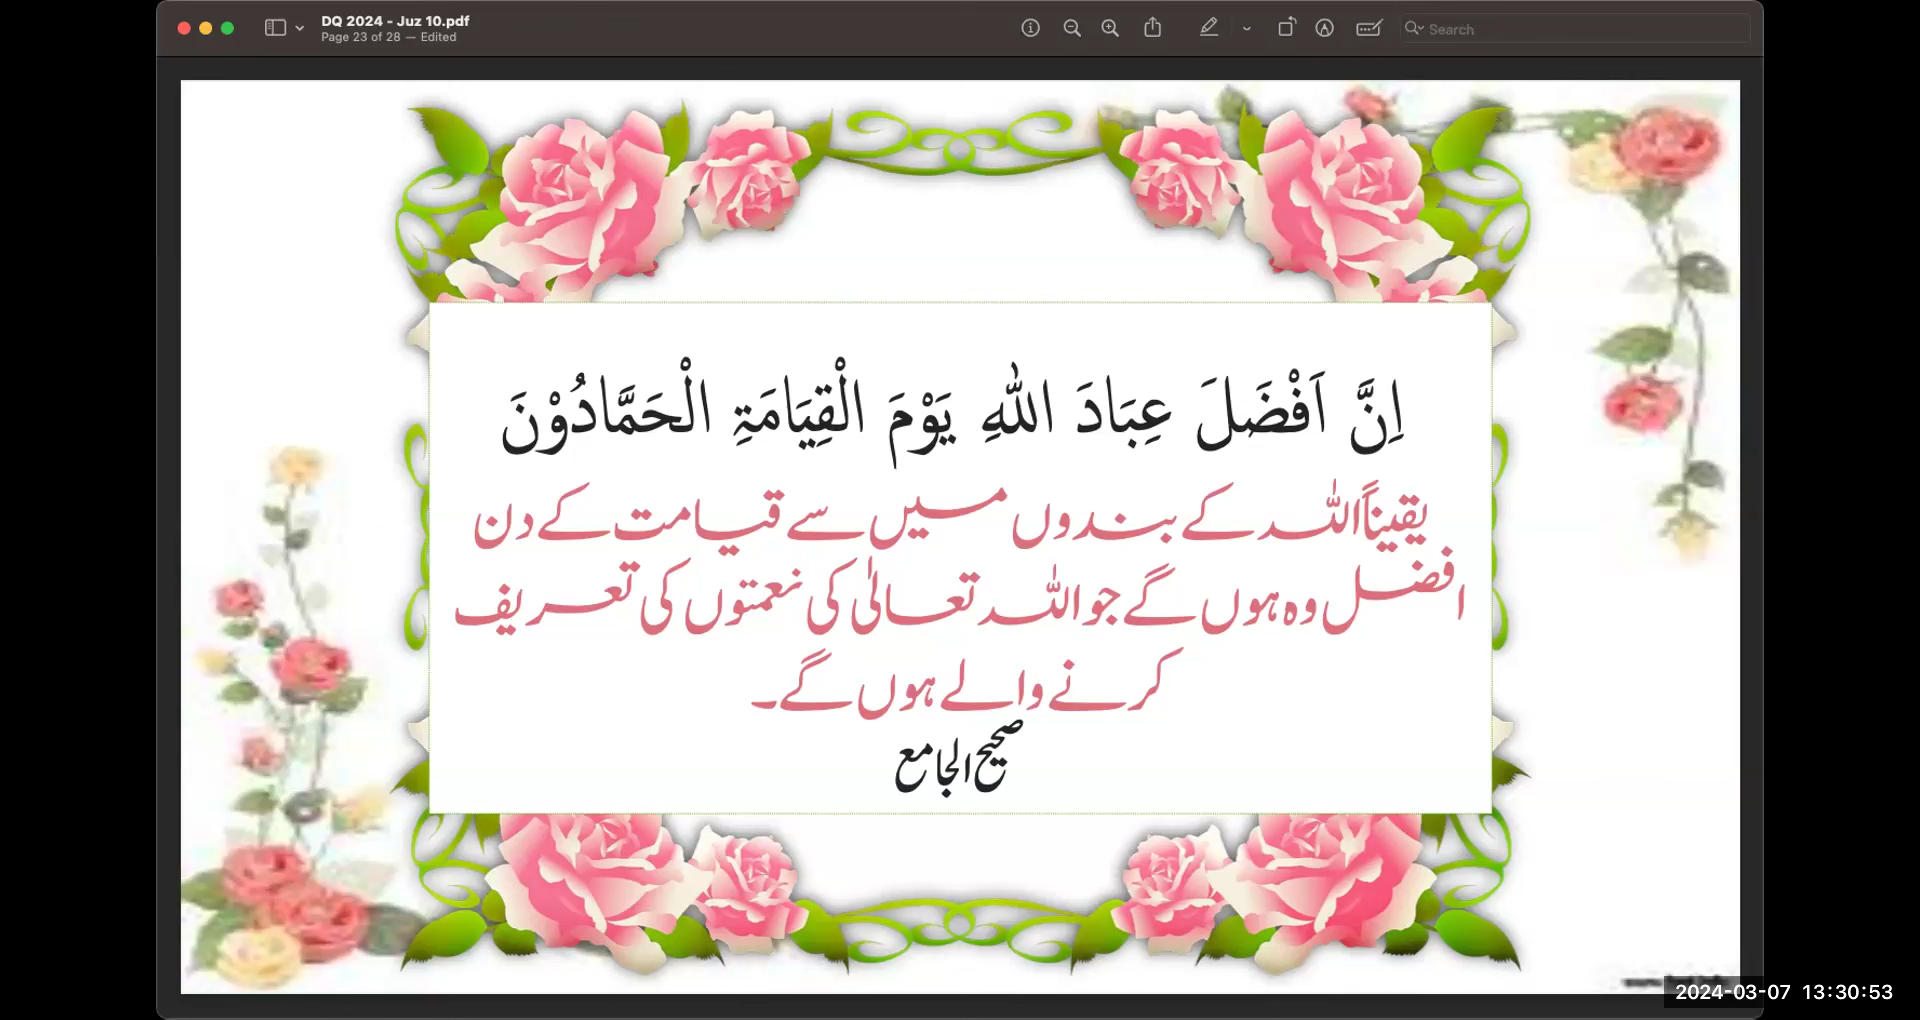 DQ 2024 - Juz 10.pdf
Page 23 of 28 — Edited
Search
اِنَّ اَفْضَلَ عِبَادَ اللّٰهِ يَوْمَ الْقِيَامَةِ الْحَمَّادُوْنَ
یقیناًاللہ کے بندوں میں سے قیامت کے دن
افضل وہ ہوں گے جو اللہ تعالیٰ کی نعمتوں کی تعریف
کرنے والے ہوں گے۔
صحیح الجامع
2024-03-07 13:30:53